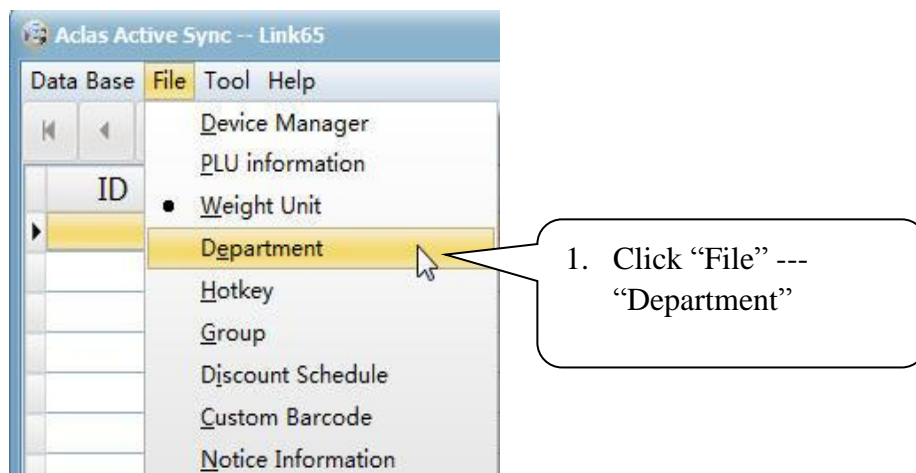 Aclas Active Sync -- Link65
Data Base File Tool Help
Device Manager
PLU information
ID
Weight Unit
Department
Hotkey
Group
Discount Schedule
Custom Barcode
Notice Information
1. Click “File” ---
“Department”